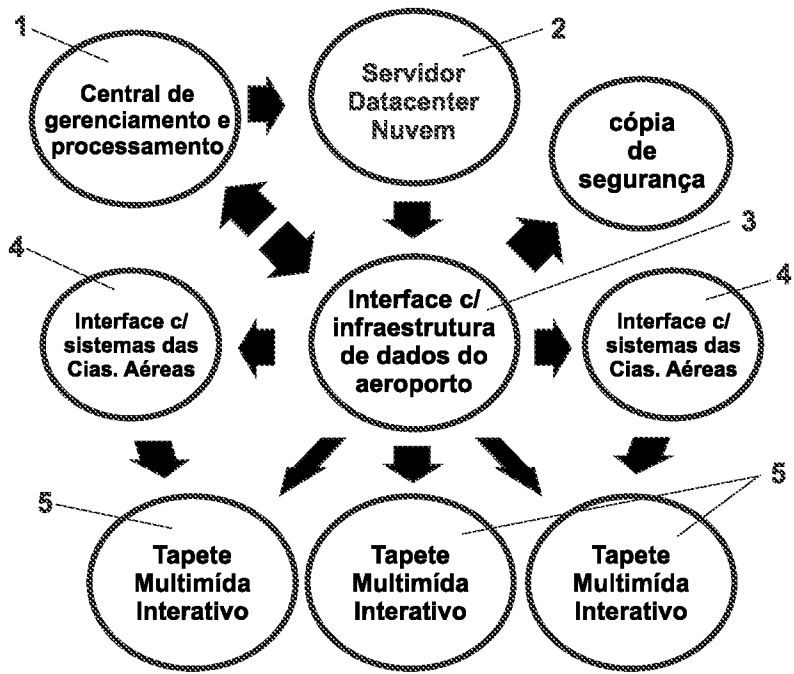 1
Central de
gerenciamento e
processamento
2
Servidor
Datacenter
Nuvem
cópia
de
segurança
3
Interface c/
infraestrutura
de dados do
aeroporto
4
Interface c/
sistemas das
Cias. Aéreas
4
Interface c/
sistemas das
Cias. Aéreas
5
Tapete
Multimída
Interativo
Tapete
Multimída
Interativo
5
Tapete
Multimída
Interativo